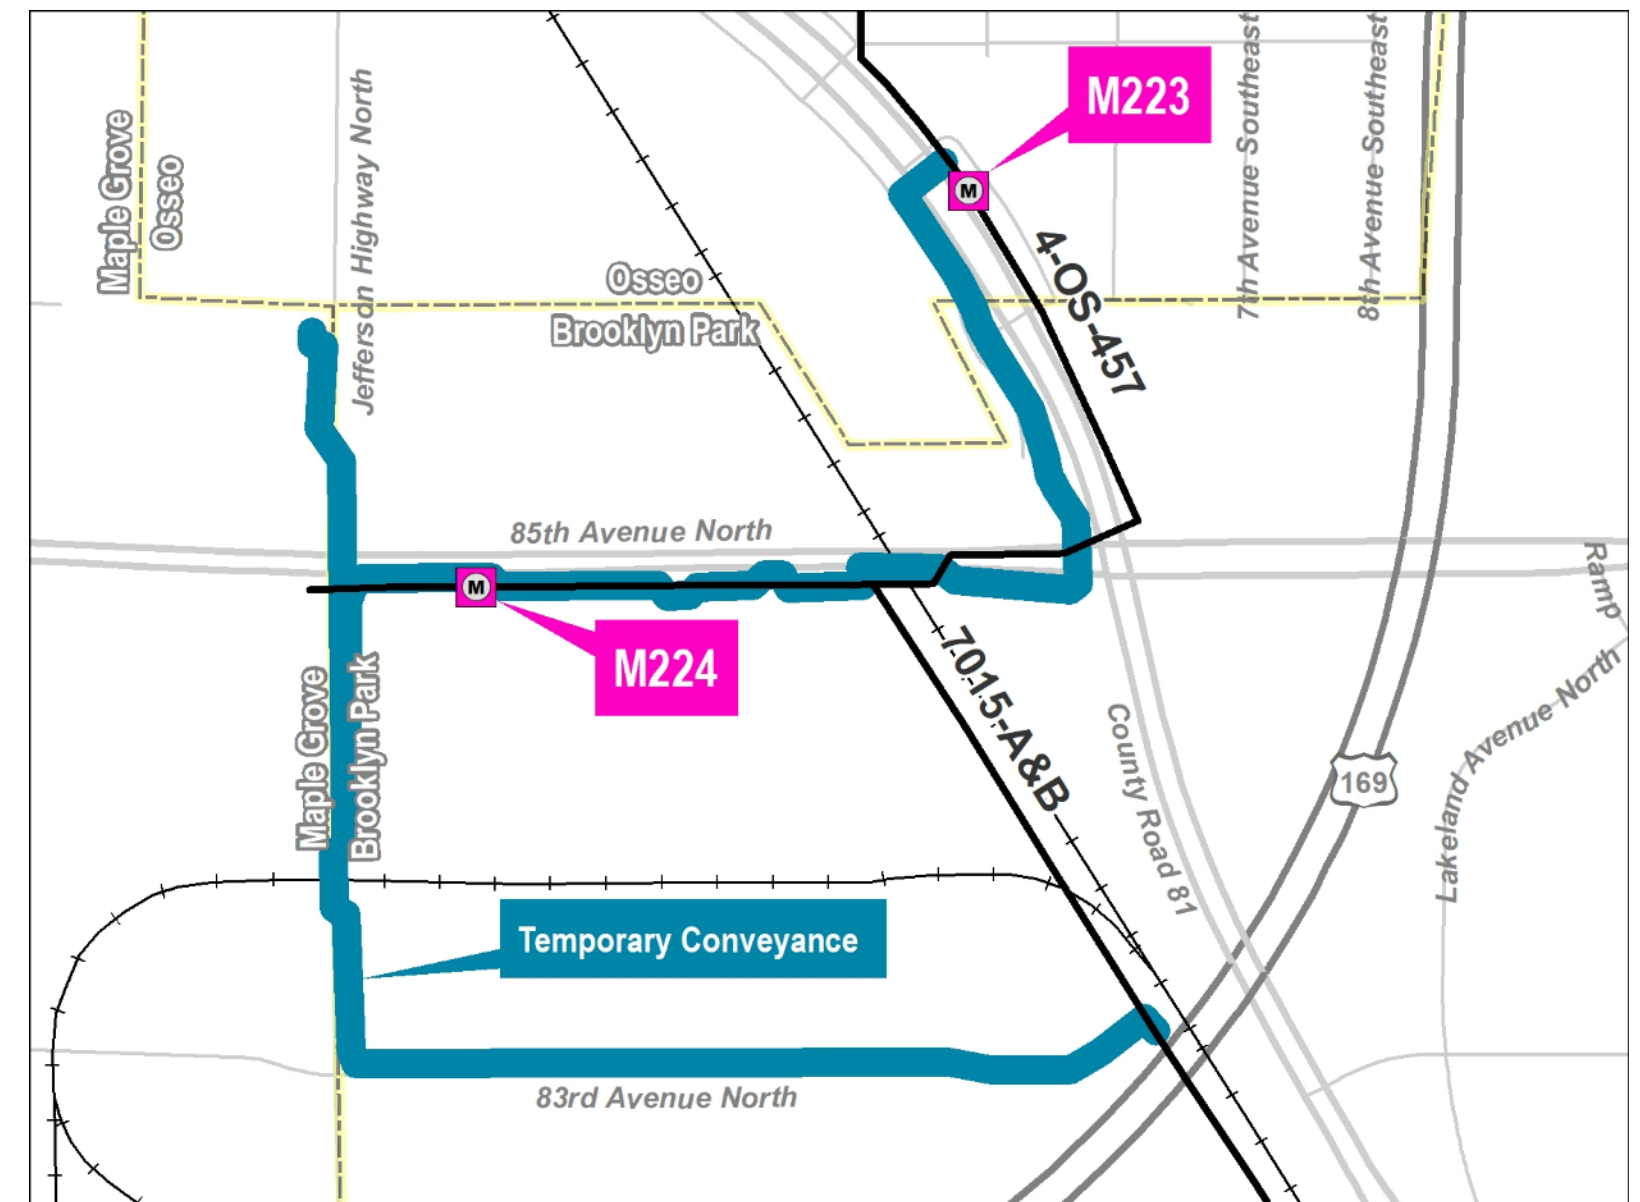 M223
7th Avenue Southeast
8th Avenue Southeast
Jefferson Highway North
Maple Grove
Osseo
M
4-OS-457
Osseo
Brooklyn Park
85th Avenue North
M
M224
7015-A&B
Ramp
Lakeland Avenue North
Maple Grove
Brooklyn Park
County Road 81
169
Temporary Conveyance
83rd Avenue North